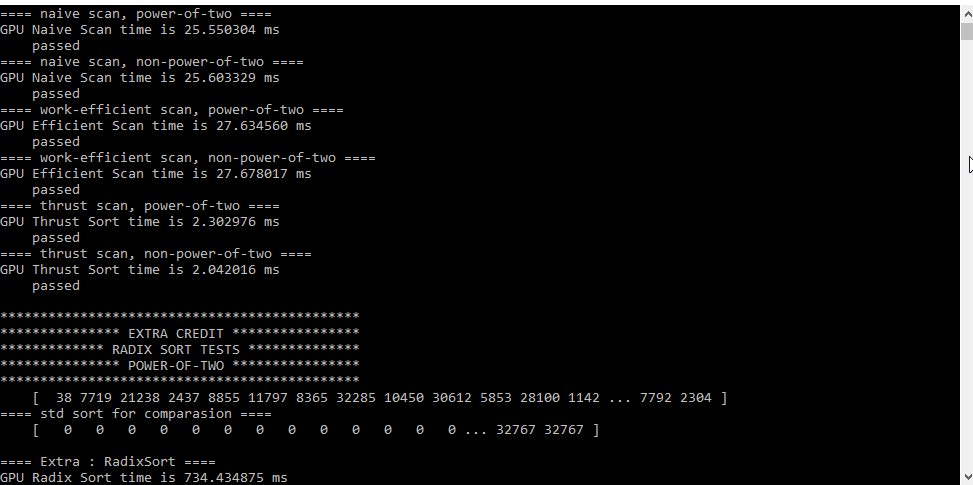 ==== naive scan, power-of-two ====
GPU Naive Scan time is 25.550304 ms
    passed
==== naive scan, non-power-of-two ====
GPU Naive Scan time is 25.603329 ms
    passed
==== work-efficient scan, power-of-two ====
GPU Efficient Scan time is 27.634560 ms
    passed
==== work-efficient scan, non-power-of-two ====
GPU Efficient Scan time is 27.678017 ms
    passed
==== thrust scan, power-of-two ====
GPU Thrust Sort time is 2.302976 ms
    passed
==== thrust scan, non-power-of-two ====
GPU Thrust Sort time is 2.042016 ms
    passed

*********************************************
*************** EXTRA CREDIT ****************
************* RADIX SORT TESTS **************
*************** POWER-OF-TWO ****************
*********************************************
    [  38 7719 21238 2437 8855 11797 8365 32285 10450 30612 5853 28100 1142 ... 7792 2304 ]
==== std sort for comparasion ====
    [   0   0   0   0   0   0   0   0   0   0   0   0   0 ... 32767 32767 ]

==== Extra : RadixSort ====
GPU Radix Sort time is 734.434875 ms